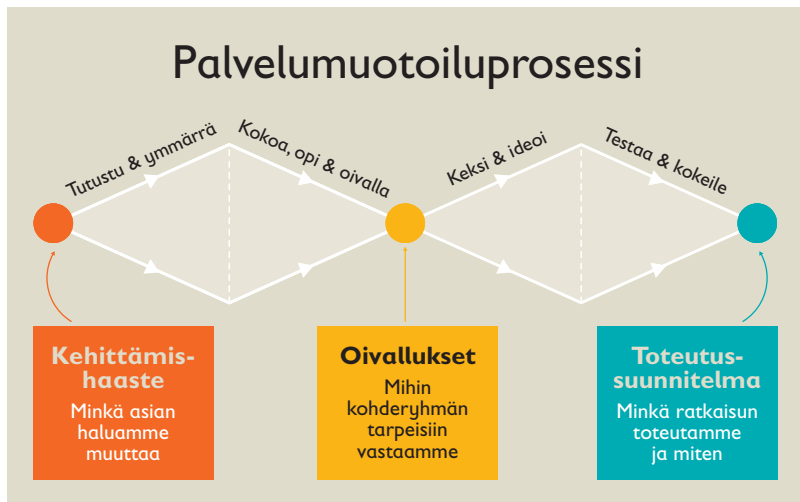 Palvelumuotoiluprosessi
Tutustu & ymmärrä
Kokoa, opi & oivalla
Keksi & ideoi
Testaa & kokeile
Kehittämis-
haaste
Minkä asian
haluamme
muuttaa
Oivallukset
Mihin
kohderyhmän
tarpeisiin
vastaamme
Toteutus-
suunnitelma
Minkä ratkaisun
toteutamme
ja miten